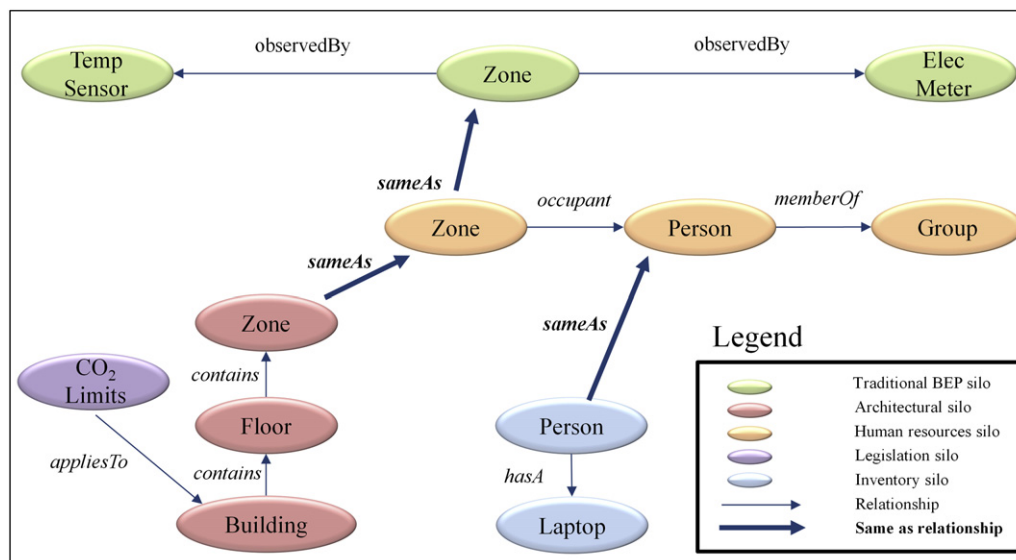 observedBy
observedBy
Temp
Sensor
Zone
Elec
Meter
sameAs
occupant
memberOf
Zone
Person
Group
sameAs
Zone
sameAs
CO₂
Limits
contains
Floor
Person
appliesTo
contains
hasA
Building
Laptop
Legend
Traditional BEP silo
Architectural silo
Human resources silo
Legislation silo
Inventory silo
Relationship
Same as relationship